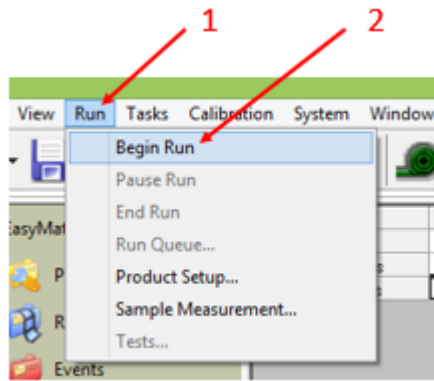 1 2
View Run Tasks Calibration System Window
Begin Run
Pause Run
End Run
Run Queue...
EasyMat
Product Setup...
P
Sample Measurement...
R
Tests...
Events